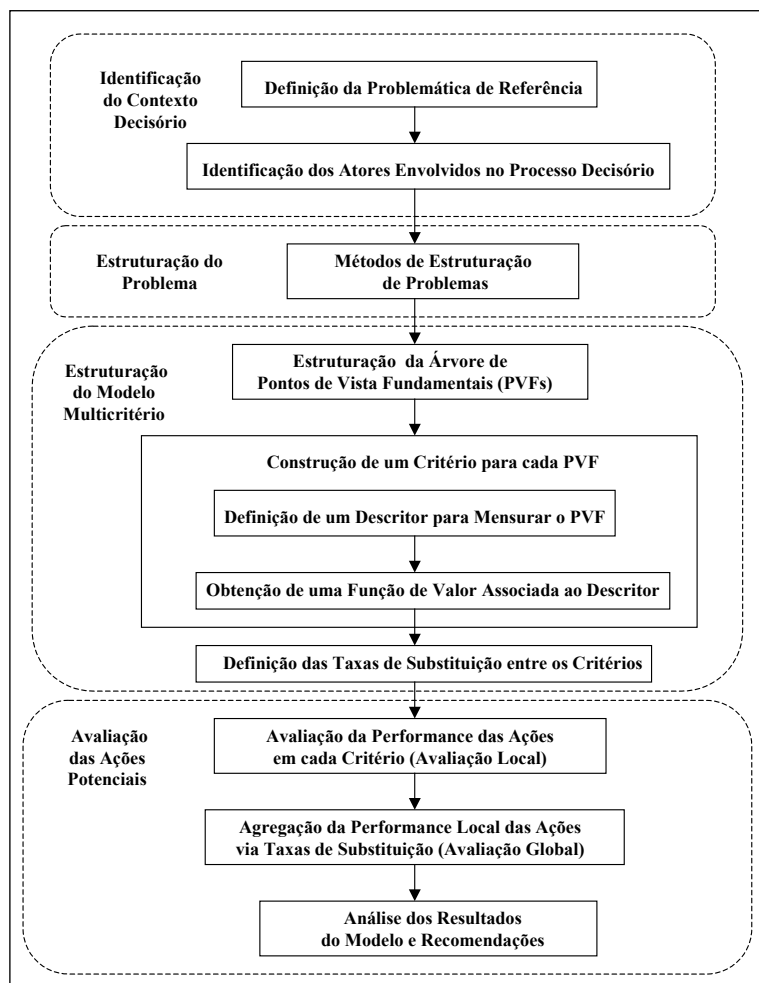 Identificação
do Contexto
Decisório
Definição da Problemática de Referência
Identificação dos Atores Envolvidos no Processo Decisório
Estruturação do
Problema
Métodos de Estruturação
de Problemas
Estruturação
do Modelo
Multicritério
Estruturação da Árvore de
Pontos de Vista Fundamentais (PVFs)
Construção de um Critério para cada PVF
Definição de um Descritor para Mensurar o PVF
Obtenção de uma Função de Valor Associada ao Descritor
Definição das Taxas de Substituição entre os Critérios
Avaliação
das Ações
Potenciais
Avaliação da Performance das Ações
em cada Critério (Avaliação Local)
Agregação da Performance Local das Ações
via Taxas de Substituição (Avaliação Global)
Análise dos Resultados
do Modelo e Recomendações